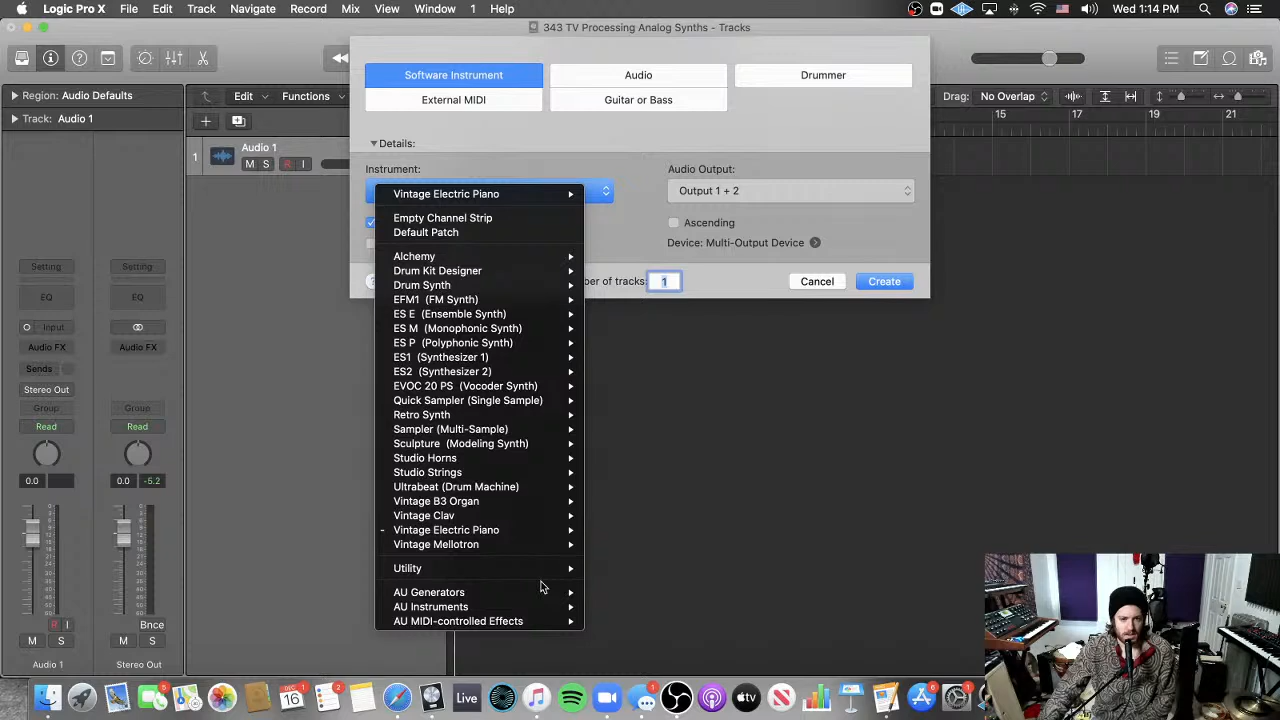 Logic Pro X File Edit Track Navigate Record Mix View Window 1 Help
Wed 1:14 PM
343 TV Processing Analog Synths - Tracks
Region: Audio Defaults
Track: Audio 1
Edit Functions
Drag: No Overlap
15 17 19 21
1
Audio 1
M S R I
Software Instrument
Audio
Drummer
External MIDI
Guitar or Bass
Details:
Instrument:
Audio Output:
Output 1 + 2
Ascending
Device: Multi-Output Device
ber of tracks: 1
Cancel
Create
Vintage Electric Piano
Empty Channel Strip
Default Patch
Alchemy
Drum Kit Designer
Drum Synth
EFM1 (FM Synth)
ES E (Ensemble Synth)
ES M (Monophonic Synth)
ES P (Polyphonic Synth)
ES1 (Synthesizer 1)
ES2 (Synthesizer 2)
EVOC 20 PS (Vocoder Synth)
Quick Sampler (Single Sample)
Retro Synth
Sampler (Multi-Sample)
Sculpture (Modeling Synth)
Studio Horns
Studio Strings
Ultrabeat (Drum Machine)
Vintage B3 Organ
Vintage Clav
- Vintage Electric Piano
Vintage Mellotron
Utility
AU Generators
AU Instruments
AU MIDI-controlled Effects
Setting Setting
EQ EQ
Input
Audio FX Audio FX
Sends
Stereo Out
Group Group
Read Read
0.0 0.0 -5.2
R I Bnce
M S M S
Audio 1 Stereo Out
DEC
16
Live
tv